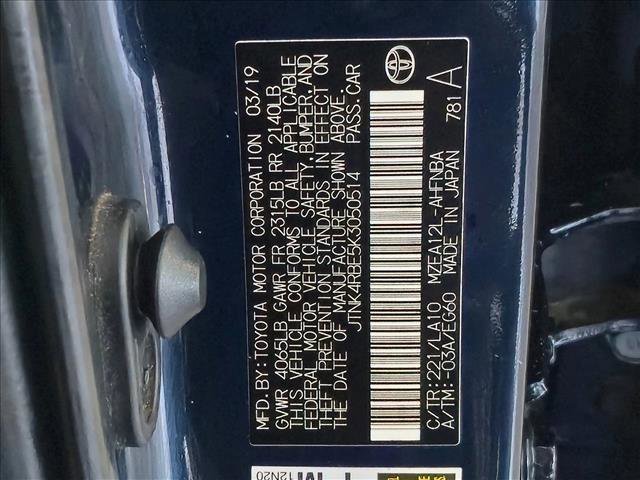 MFD.BY:TOYOTA MOTOR CORPORATION 03/19
GVWR 4065LB GAWR FR 2315LB RR 2140LB
THIS VEHICLE CONFORMS TO ALL APPLICABLE
FEDERAL MOTOR VEHICLE SAFETY,BUMPER,AND
THEFT PREVENTION STANDARDS IN EFFECT ON
THE DATE OF MANUFACTURE SHOWN ABOVE.
JTNK4RBE5K3050514 PASS.CAR
C/TR:221/LA10 MZEA12L-AHFNBA
A/TM:-03A/EG60 MADE IN JAPAN 781 A
12N20